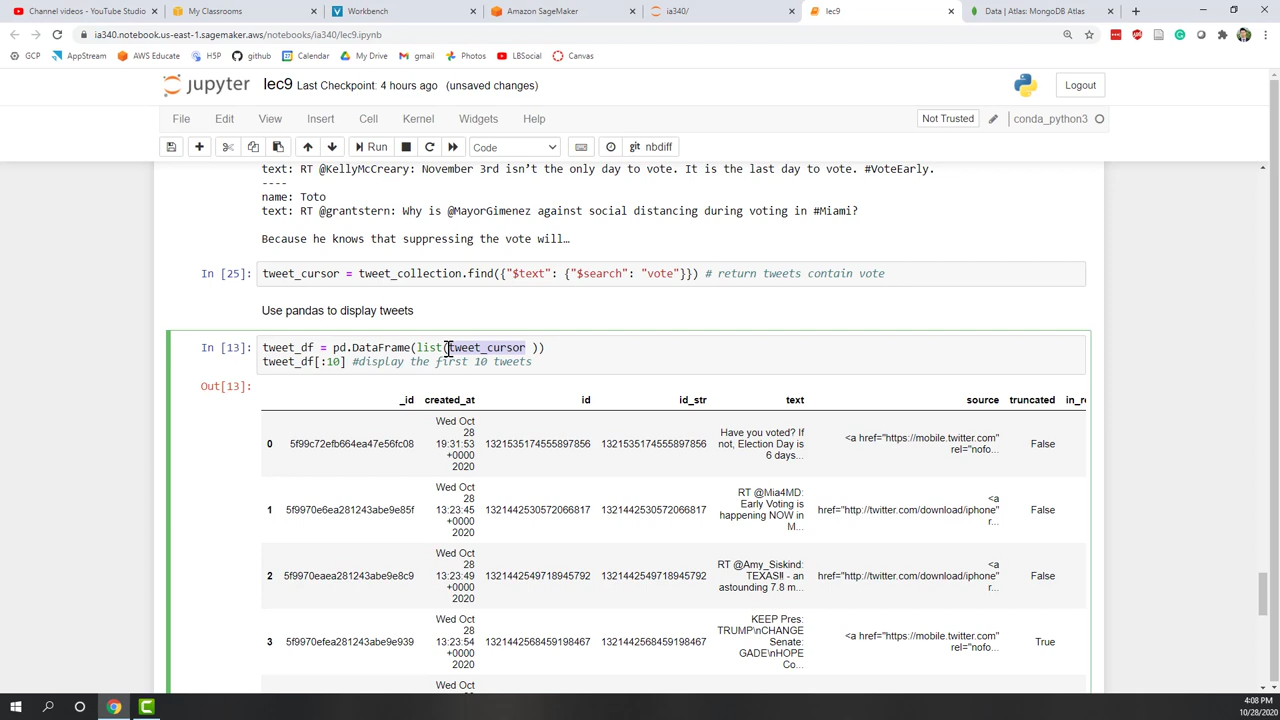 Channel videos - YouTube Studio
My Classrooms
Workbench
Amazon SageMaker
ia340/
lec9
Data | Atlas: MongoDB Atlas
ia340.notebook.us-east-1.sagemaker.aws/notebooks/ia340/lec9.ipynb
GCP AppStream AWS Educate H5P github Calendar gmail Photos LBSocial Canvas
jupyter lec9 Last Checkpoint: 4 hours ago (unsaved changes) Logout
File Edit View Insert Cell Kernel Widgets Help Not Trusted conda_python3
Run Code nbdiff
text: RT @KellyMcCreary: November 3rd isn’t the only day to vote. It is the last day to vote. #VoteEarly.
----
name: Toto
text: RT @grantstern: Why is @MayorGimenez against social distancing during voting in #Miami?
Because he knows that suppressing the vote will…
In [25]: tweet_cursor = tweet_collection.find({"$text": {"$search": "vote"}}) # return tweets contain vote
Use pandas to display tweets
In [13]: tweet_df = pd.DataFrame(list(tweet_cursor ))
tweet_df[:10] #display the first 10 tweets
Out[13]:
_id created_at id id_str text source truncated in_re
0 5f99c72efb664ea47e56fc08 Wed Oct 28 19:31:53 +0000 2020 1321535174555897856 1321535174555897856 Have you voted? If not, Election Day is 6 days... <a href="https://mobile.twitter.com" rel="nofo... False
1 5f9970e6ea281243abe9e85f Wed Oct 28 13:23:45 +0000 2020 1321442530572066817 1321442530572066817 RT @Mia4MD: Early Voting is happening NOW in M... <a href="http://twitter.com/download/iphone" r... False
2 5f9970eaea281243abe9e8c9 Wed Oct 28 13:23:49 +0000 2020 1321442549718945792 1321442549718945792 RT @Amy_Siskind: TEXAS!! - an astounding 7.8 m... <a href="http://twitter.com/download/iphone" r... False
3 5f9970efea281243abe9e939 Wed Oct 28 13:23:54 +0000 2020 1321442568459198467 1321442568459198467 KEEP Pres: TRUMP\nCHANGE Senate: GADE\nHOPE Co... <a href="https://mobile.twitter.com" rel="nofo... True
Wed Oct
4:08 PM
10/28/2020